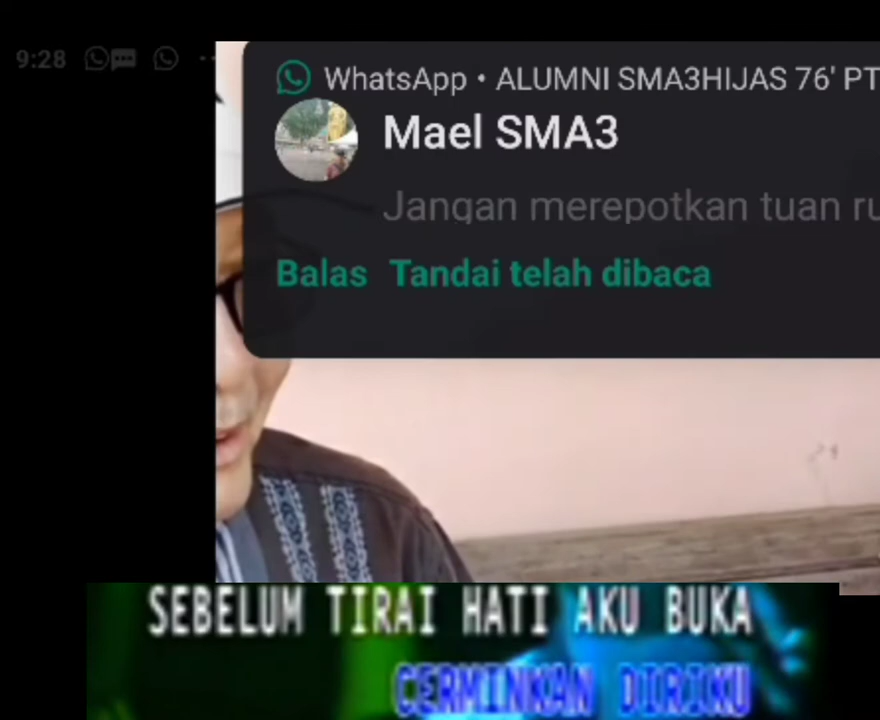 9:28
WhatsApp • ALUMNI SMA3HIJAS 76' PT
Mael SMA3
Jangan merepotkan tuan ru
Balas Tandai telah dibaca
SEBELUM TIRAI HATI AKU BUKA
CERMINKAN DIRIKU